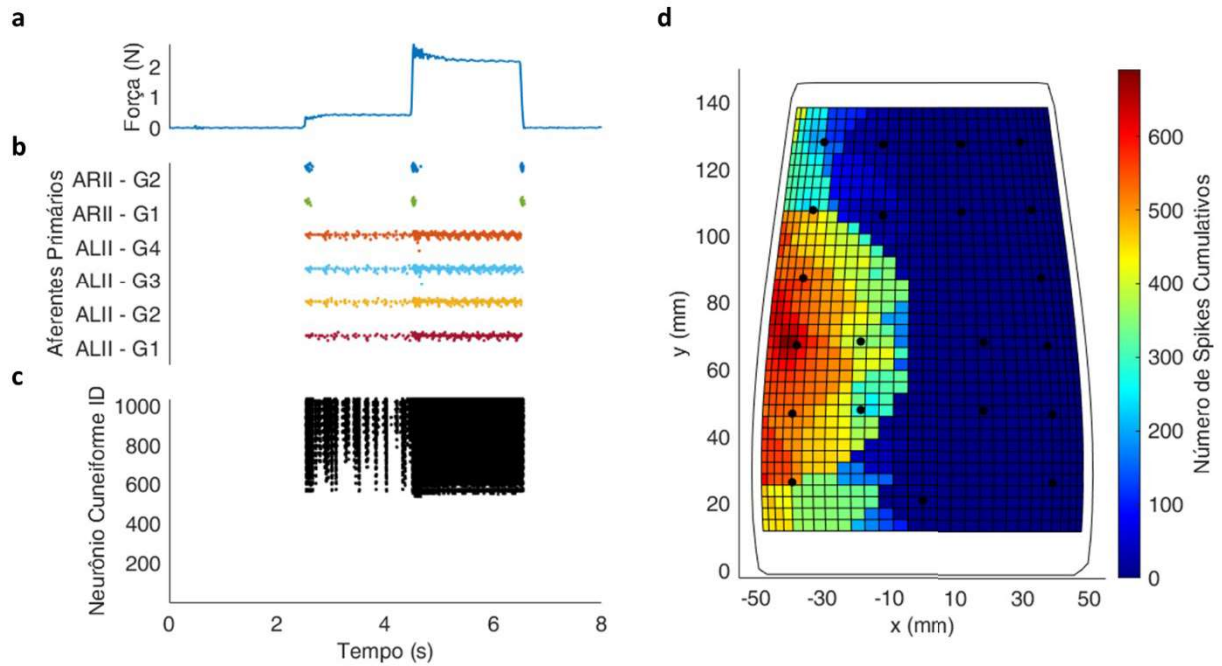 a
Força (N)
2
1
0
b
Aferentes Primários
ARII - G2
ARII - G1
ALII - G4
ALII - G3
ALII - G2
ALII - G1
c
Neurônio Cuneiforme ID
1000
800
600
400
200
0 2 4 6 8
Tempo (s)
d
y (mm)
140
120
100
80
60
40
20
0
-50 -30 -10 10 30 50
x (mm)
600
500
400
300
200
100
0
Número de Spikes Cumulativos